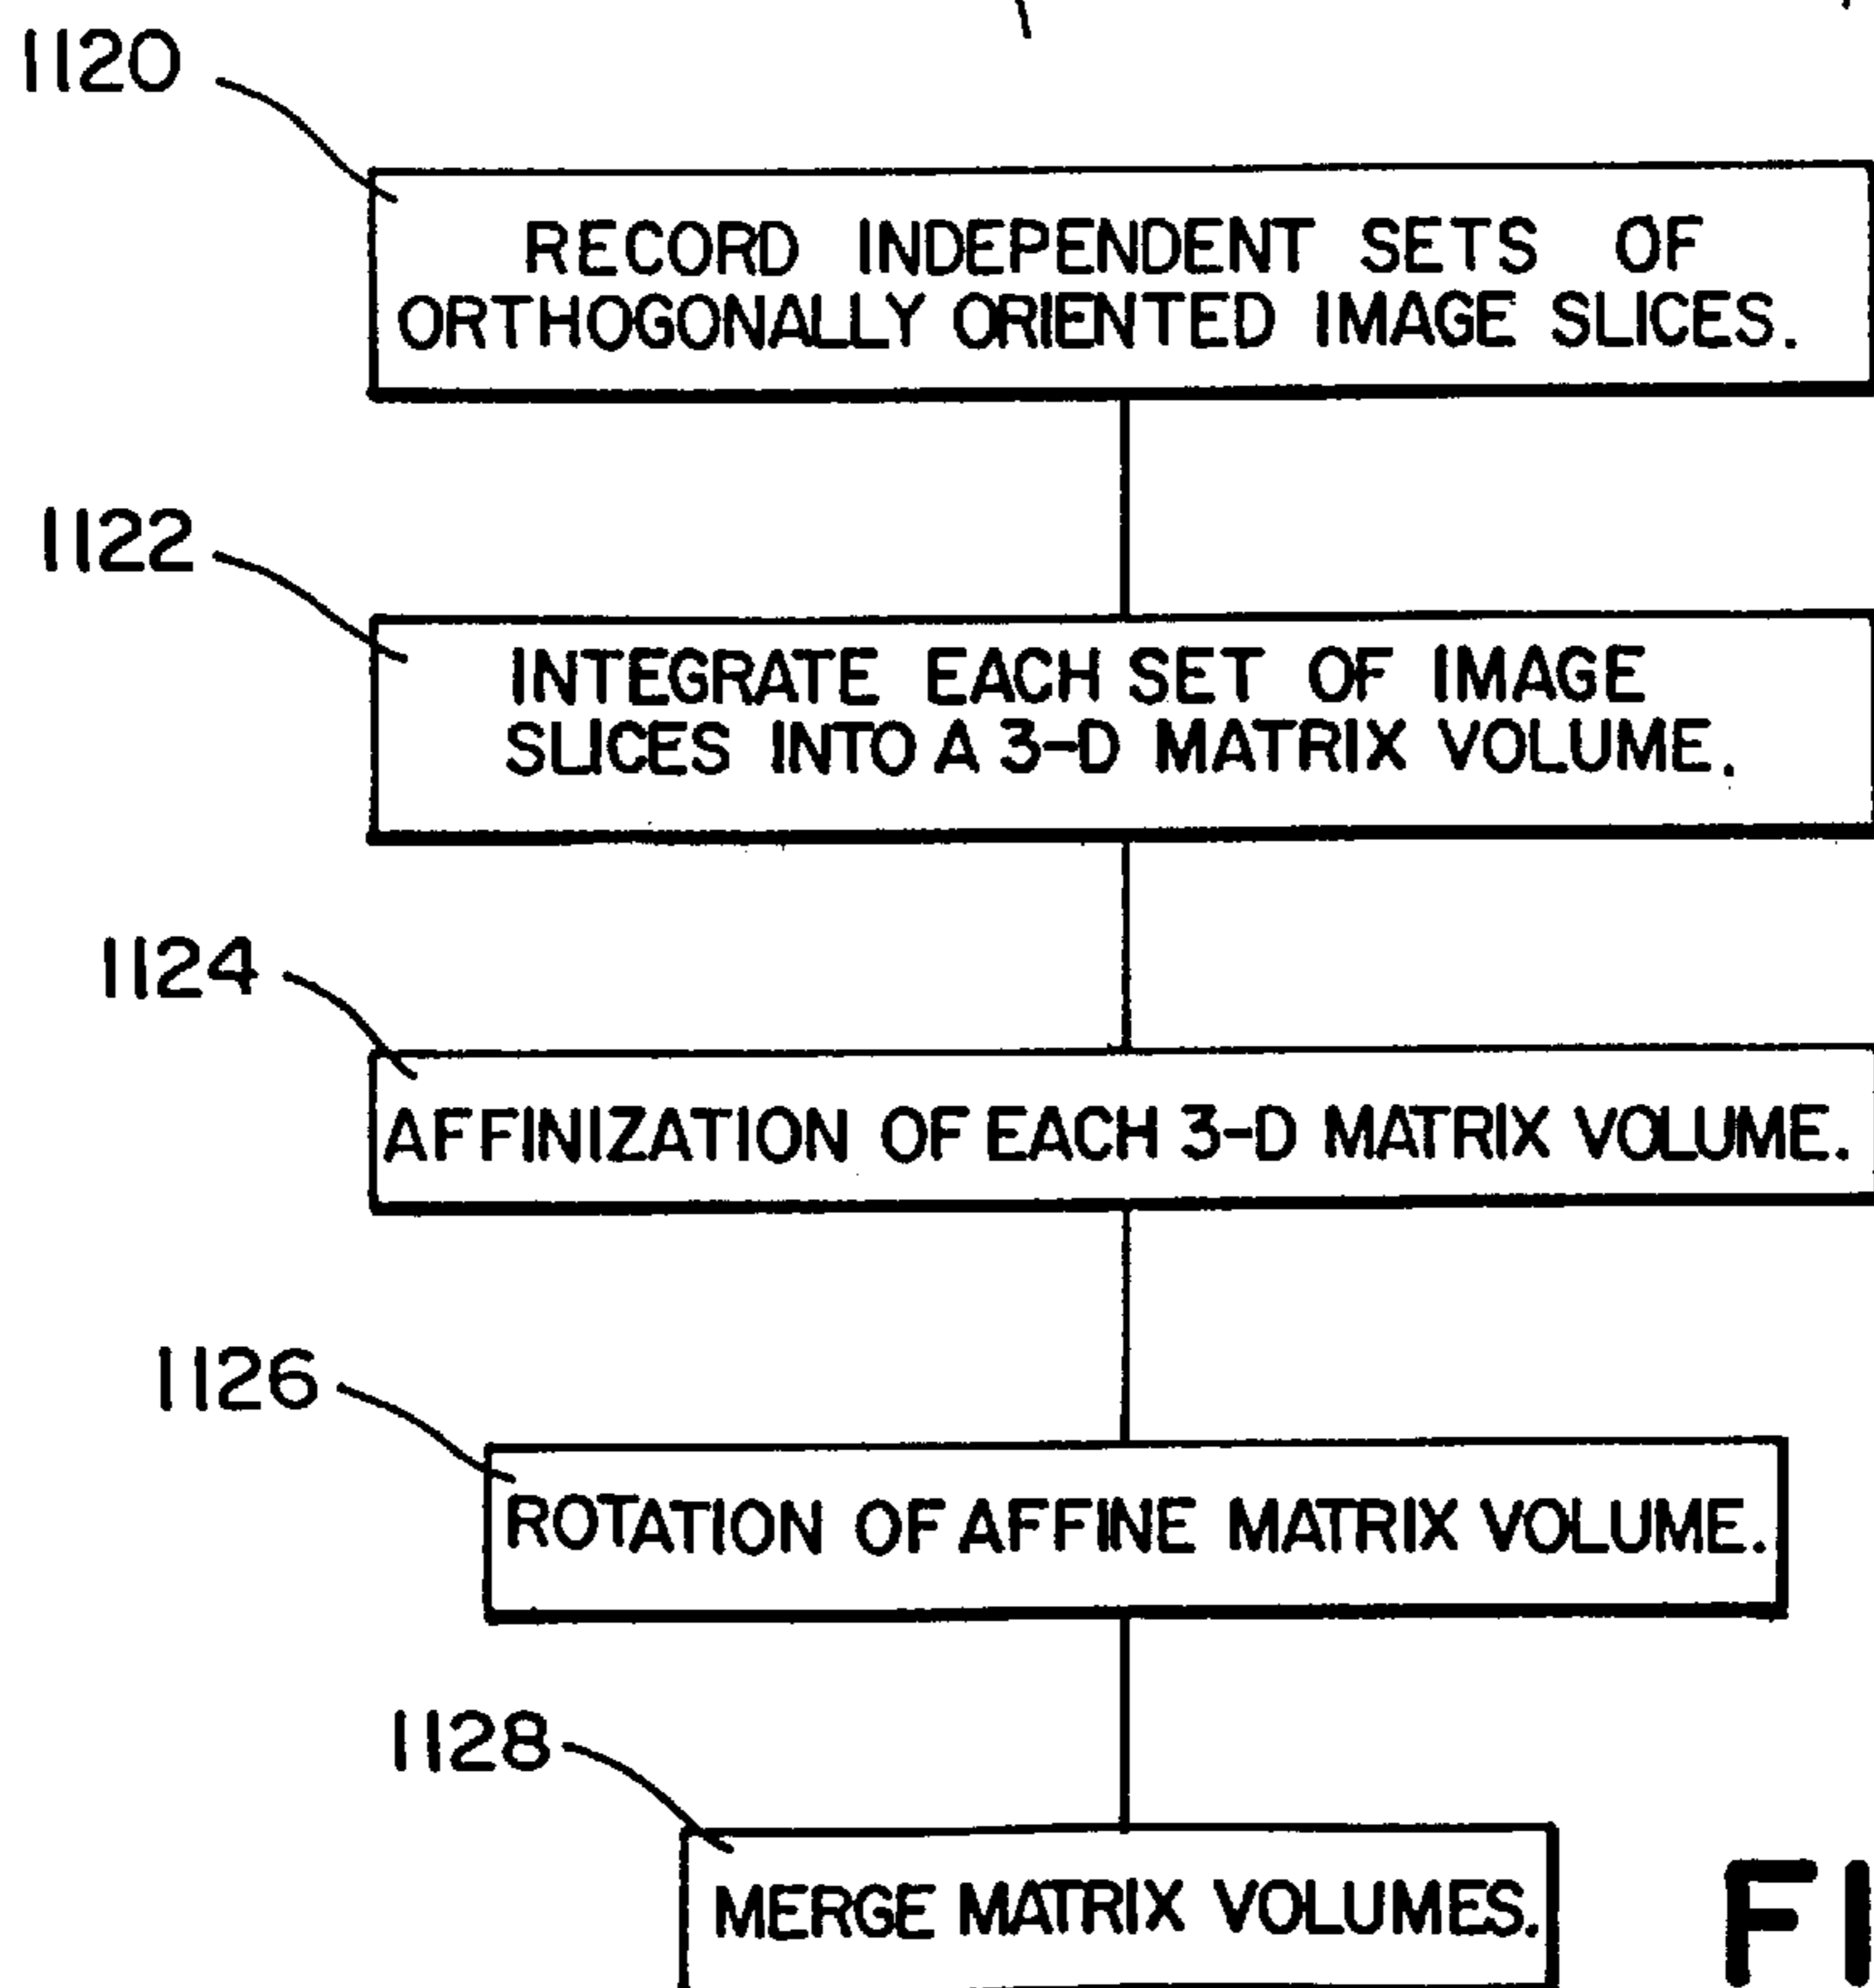 1120
RECORD INDEPENDENT SETS OF
ORTHOGONALLY ORIENTED IMAGE SLICES.
1122
INTEGRATE EACH SET OF IMAGE
SLICES INTO A 3-D MATRIX VOLUME.
1124
AFFINIZATION OF EACH 3-D MATRIX VOLUME.
1126
ROTATION OF AFFINE MATRIX VOLUME.
1128
MERGE MATRIX VOLUMES.